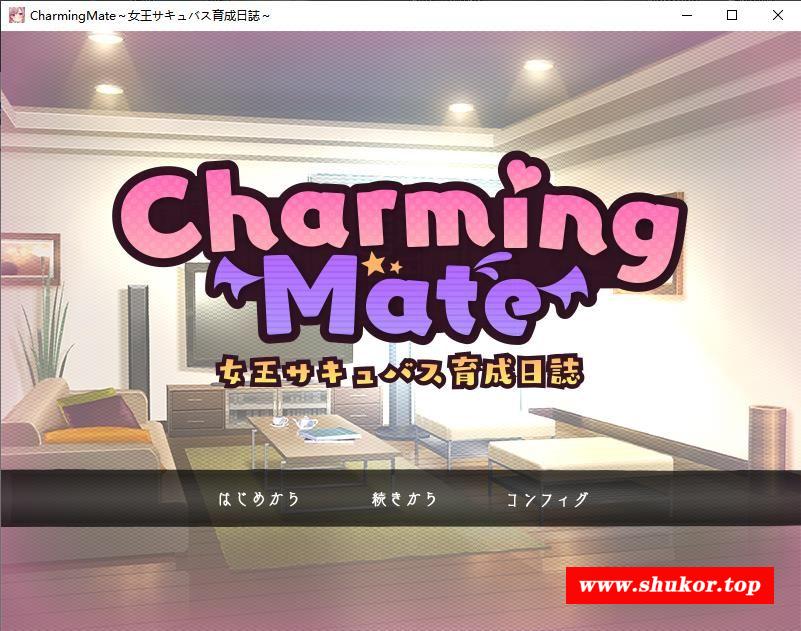 CharmingMate～女王サキュバス育成日誌～
Charming
Mate
女王サキュバス育成日誌
はじめから
続きから
コンフィグ
www.shukor.top